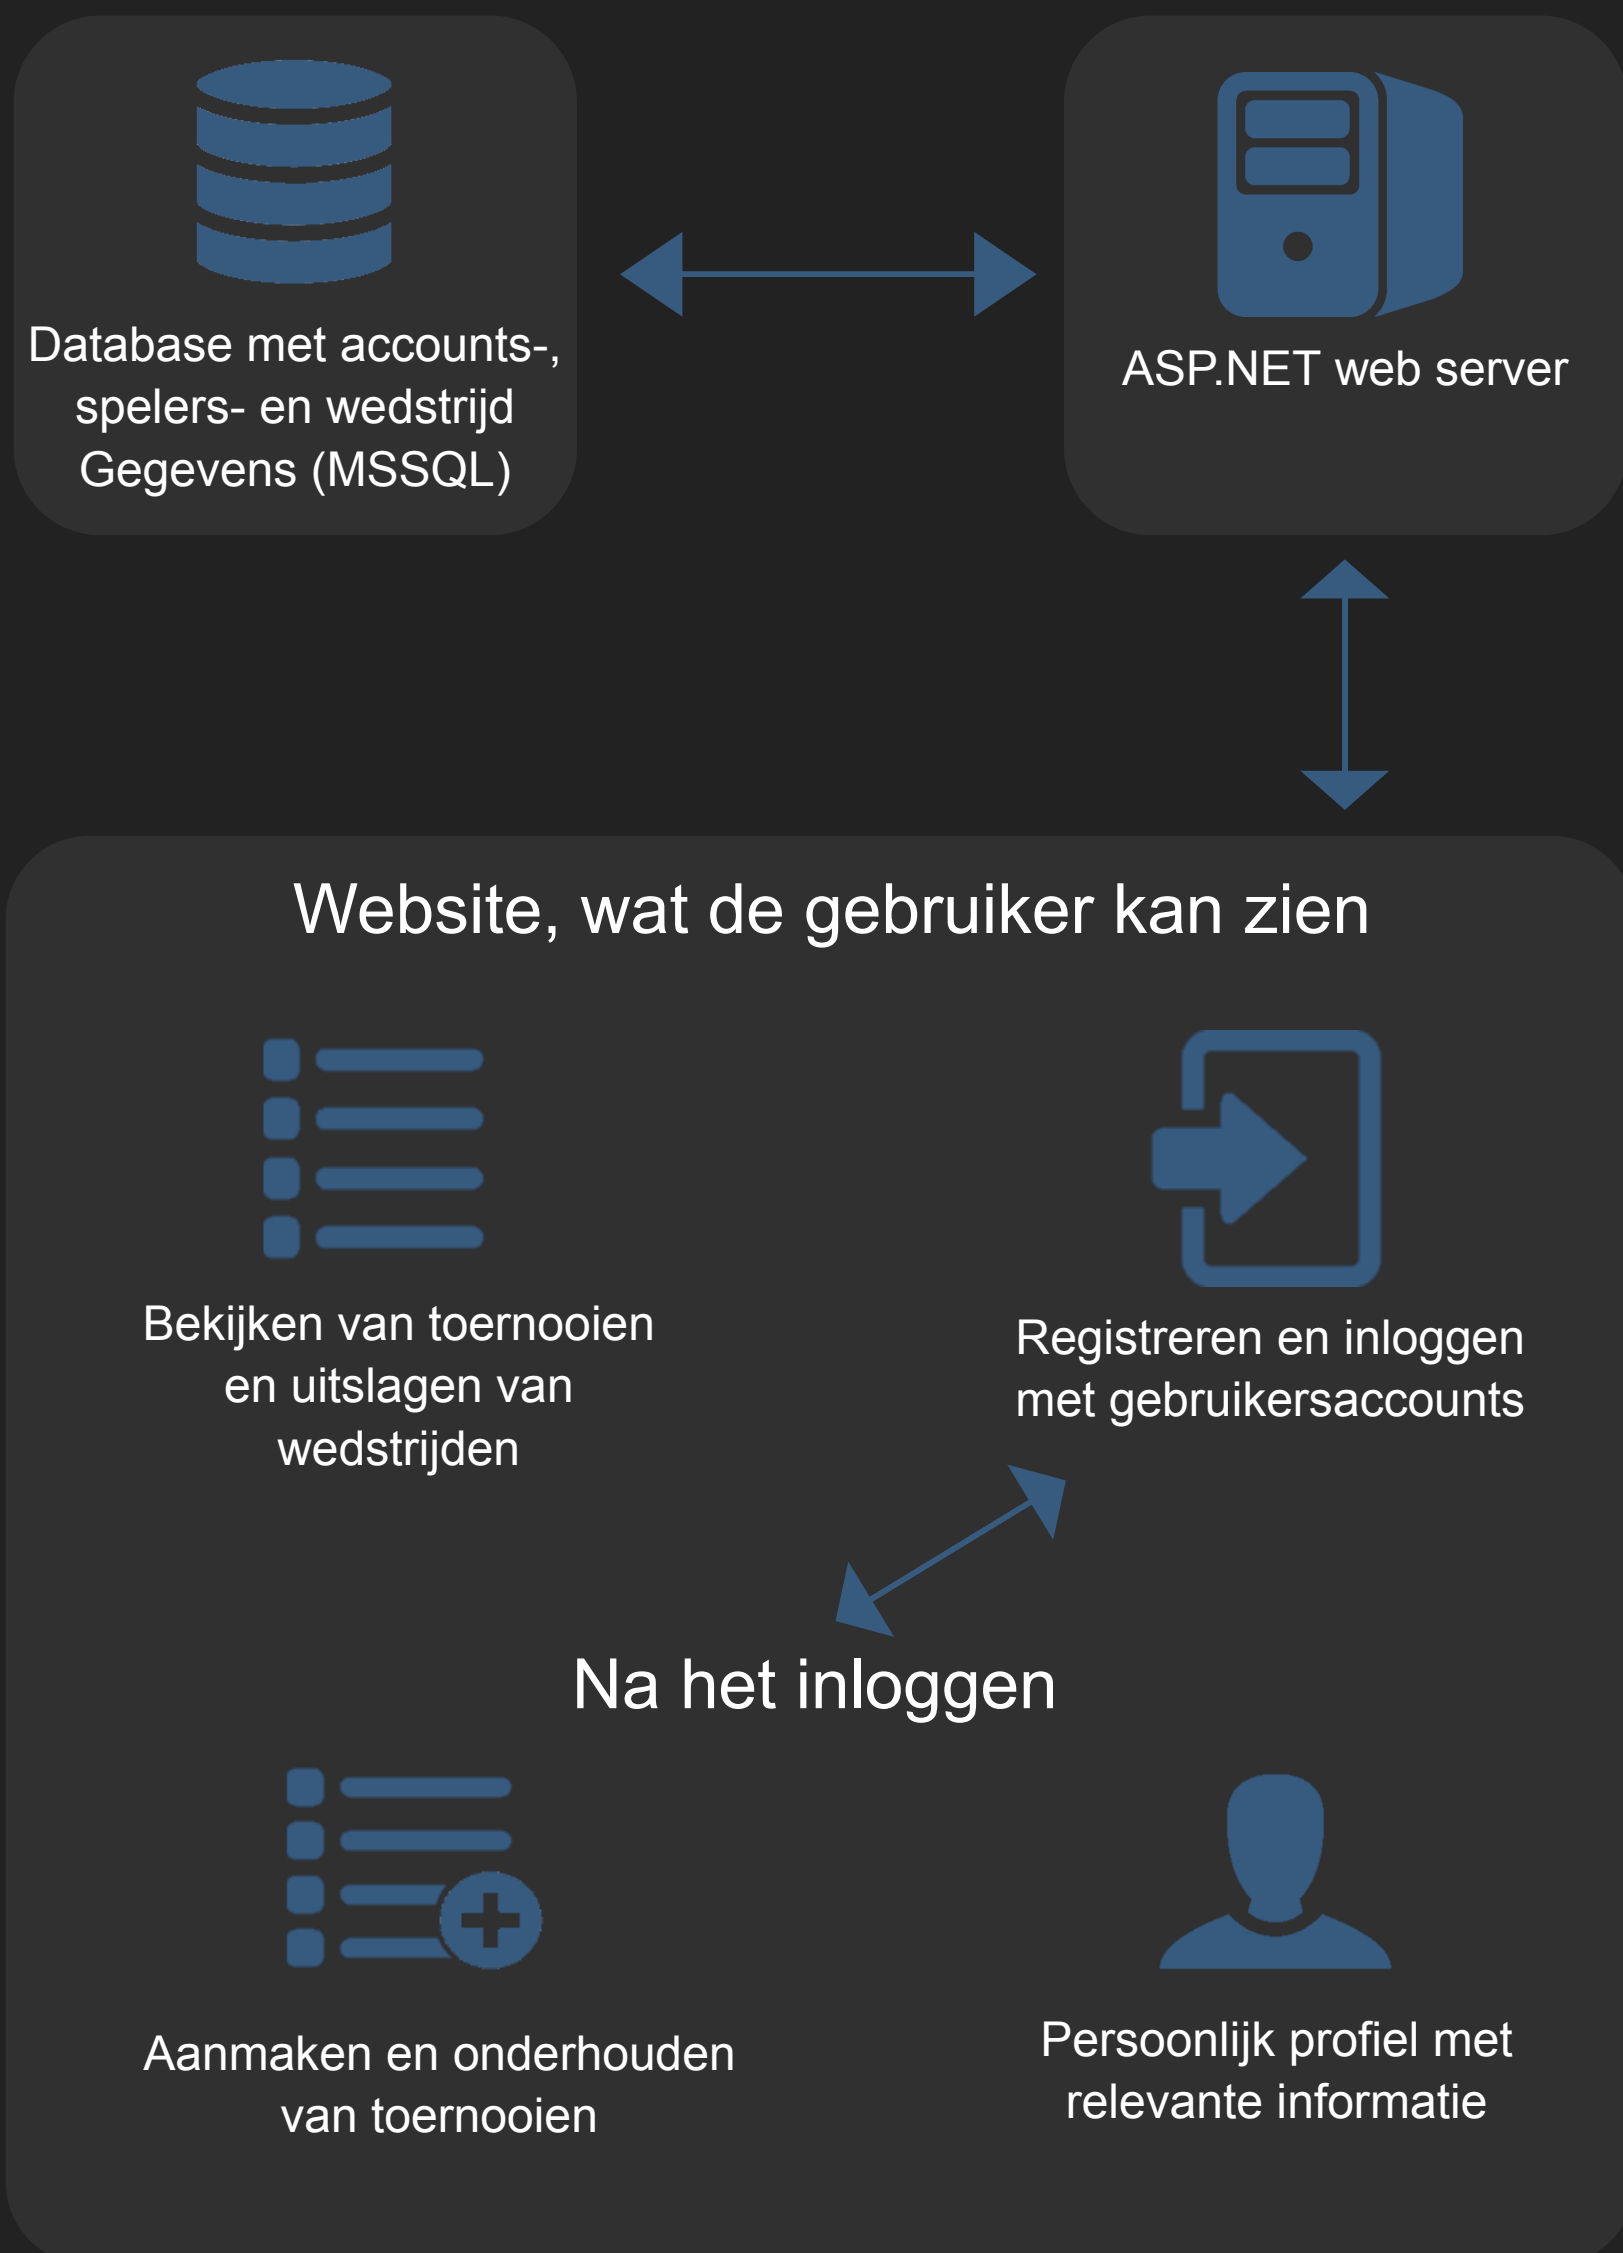 Database met accounts-,
spelers- en wedstrijd
Gegevens (MSSQL)
ASP.NET web server
Website, wat de gebruiker kan zien
Bekijken van toernooien
en uitslagen van
wedstrijden
Registreren en inloggen
met gebruikersaccounts
Na het inloggen
Aanmaken en onderhouden
van toernooien
Persoonlijk profiel met
relevante informatie